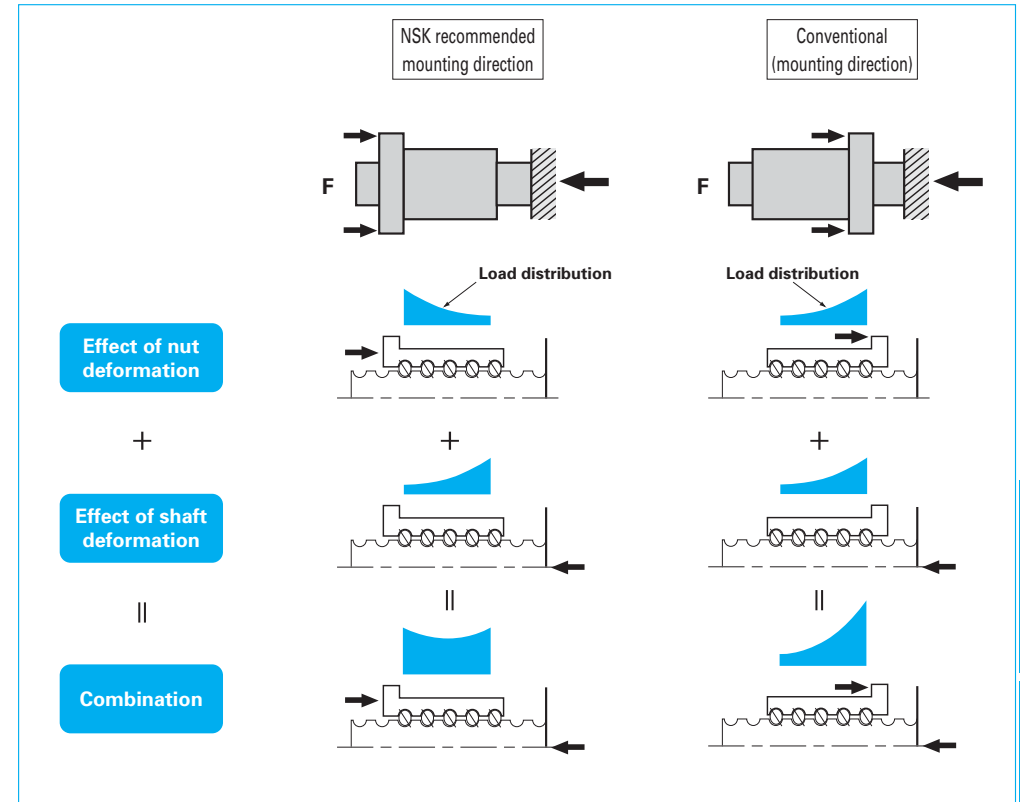 NSK recommended
mounting direction
Conventional
(mounting direction)
F
F
Load distribution
Load distribution
Effect of nut
deformation
+
+
+
Effect of shaft
deformation
=
=
=
Combination